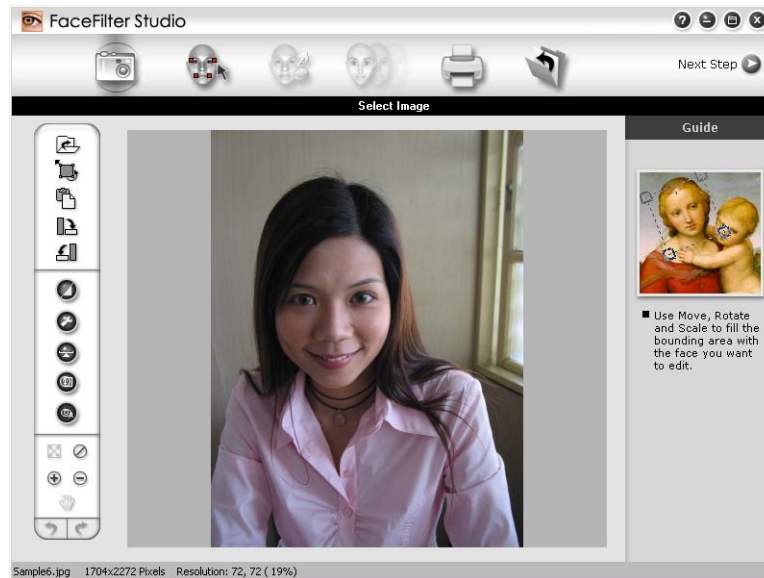 FaceFilter Studio
Next Step
Select Image
Guide
Use Move, Rotate
and Scale to fill the
bounding area with
the face you want
to edit.
Sample6.jpg 1704x2272 Pixels Resolution: 72, 72 ( 19%)